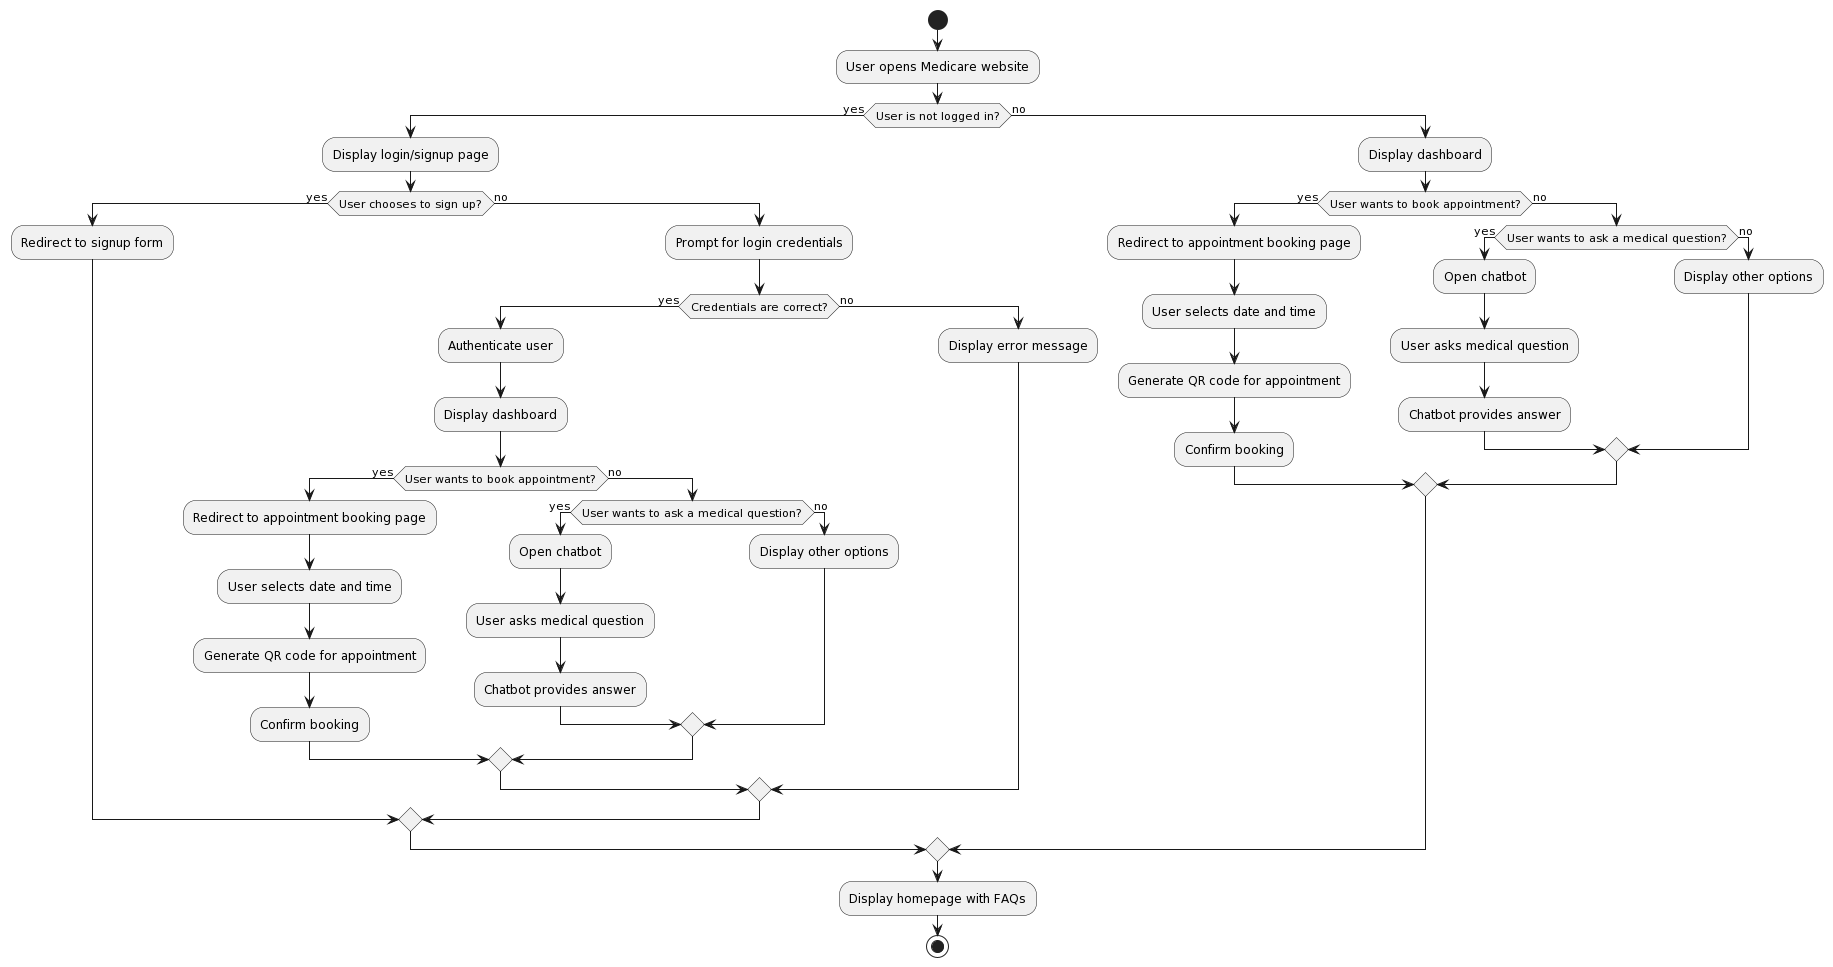 User opens Medicare website
yes
User is not logged in?
no
Display login/signup page
Display dashboard
yes
User chooses to sign up?
no
yes
User wants to book appointment?
no
Redirect to signup form
Prompt for login credentials
Redirect to appointment booking page
yes
User wants to ask a medical question?
no
Open chatbot
Display other options
yes
Credentials are correct?
no
User selects date and time
Authenticate user
Display error message
User asks medical question
Generate QR code for appointment
Display dashboard
Chatbot provides answer
Confirm booking
yes
User wants to book appointment?
no
Redirect to appointment booking page
yes
User wants to ask a medical question?
no
Open chatbot
Display other options
User selects date and time
User asks medical question
Generate QR code for appointment
Chatbot provides answer
Confirm booking
Display homepage with FAQs